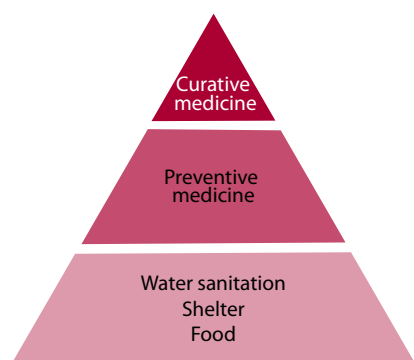 Curative
medicine
Preventive
medicine
Water sanitation
Shelter
Food